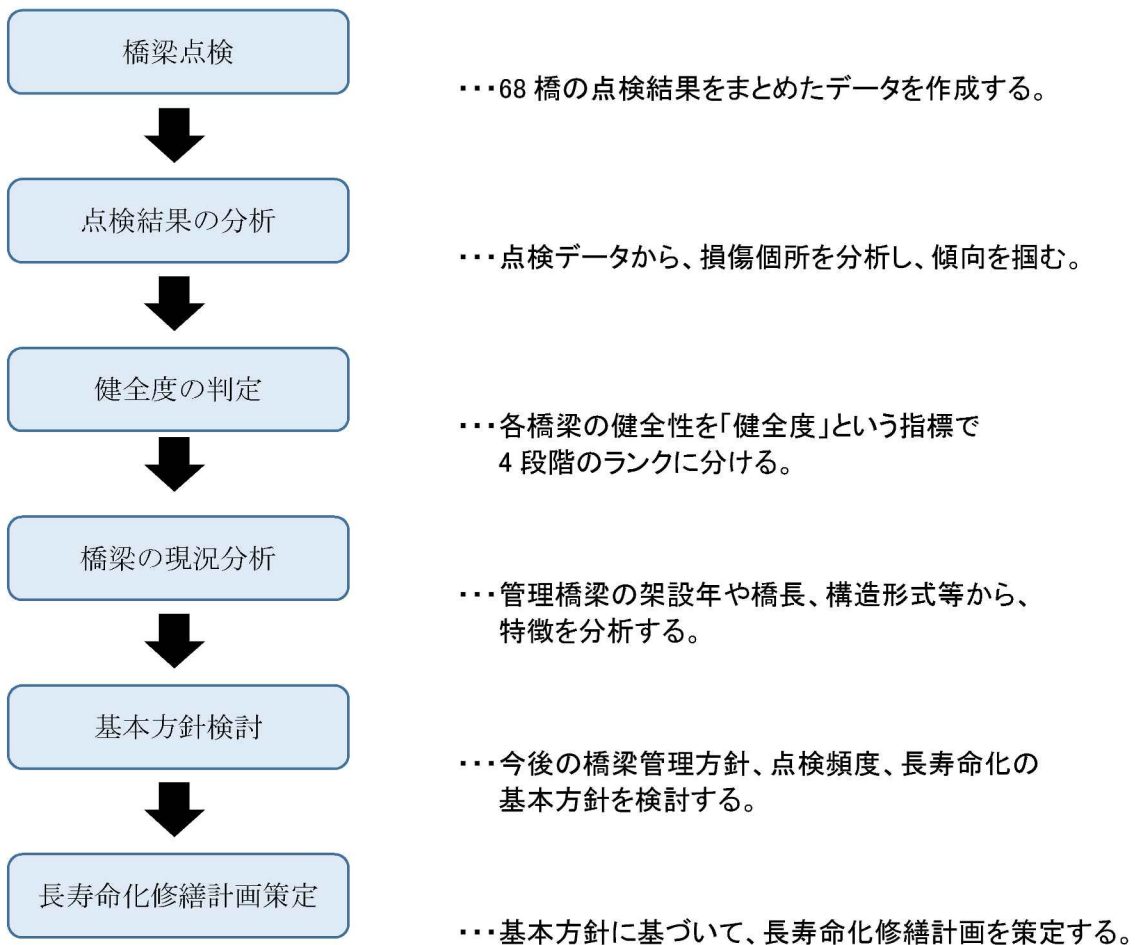 橋梁点検
・・・68 橋の点検結果をまとめたデータを作成する。
点検結果の分析
・・・点検データから、損傷個所を分析し、傾向を掴む。
健全度の判定
・・・各橋梁の健全性を「健全度」という指標で
4 段階のランクに分ける。
橋梁の現況分析
・・・管理橋梁の架設年や橋長、構造形式等から、
特徴を分析する。
基本方針検討
・・・今後の橋梁管理方針、点検頻度、長寿命化の
基本方針を検討する。
長寿命化修繕計画策定
・・・基本方針に基づいて、長寿命化修繕計画を策定する。